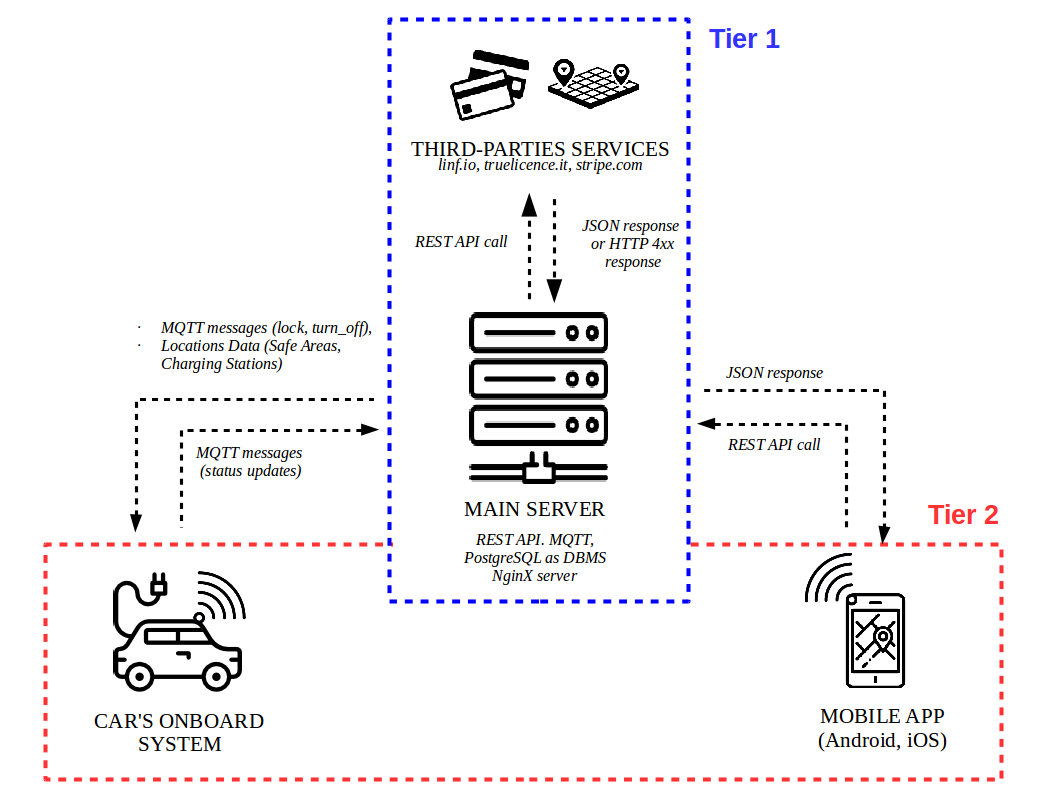 Tier 1
THIRD-PARTIES SERVICES
linf.io, truelicence.it, stripe.com
REST API call
JSON response
or HTTP 4xx
response
· MQTT messages (lock, turn_off),
· Locations Data (Safe Areas,
Charging Stations)
MQTT messages
(status updates)
JSON response
REST API call
MAIN SERVER
REST API. MQTT,
PostgreSQL as DBMS
NginX server
Tier 2
CAR'S ONBOARD
SYSTEM
MOBILE APP
(Android, iOS)